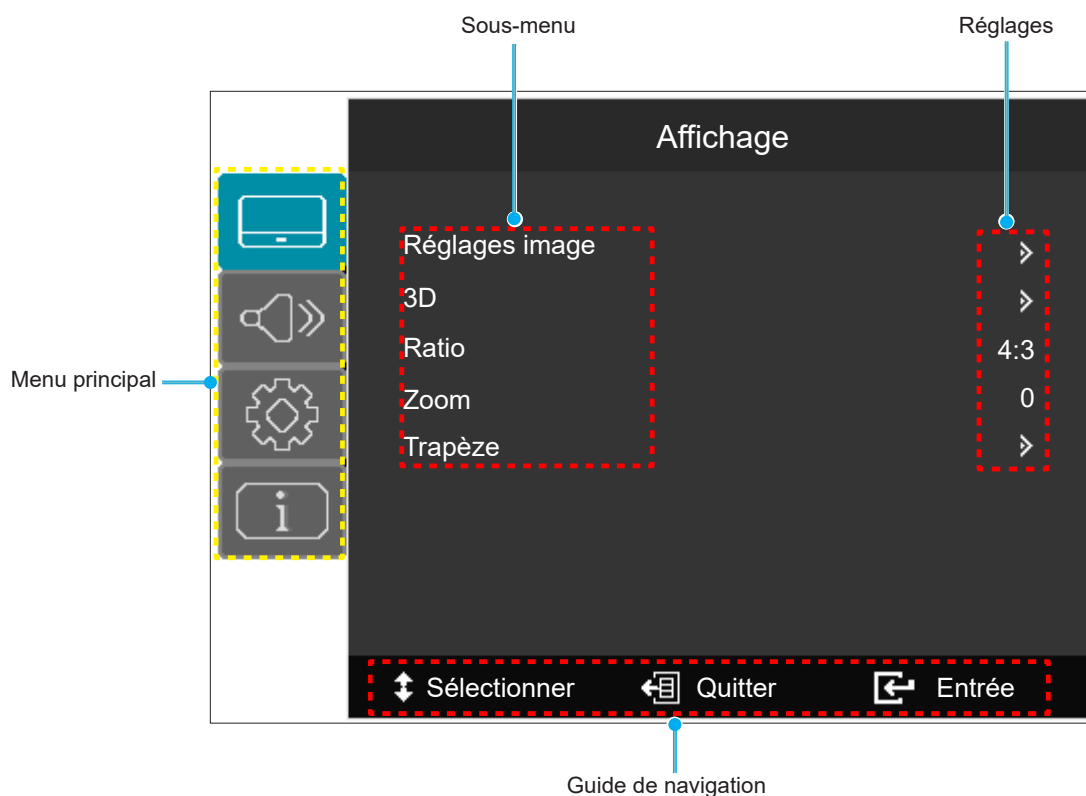 Sous-menu
Réglages
Affichage
Réglages image
3D
Ratio 4:3
Zoom 0
Trapèze
Menu principal
i
Sélectionner Quitter Entrée
Guide de navigation